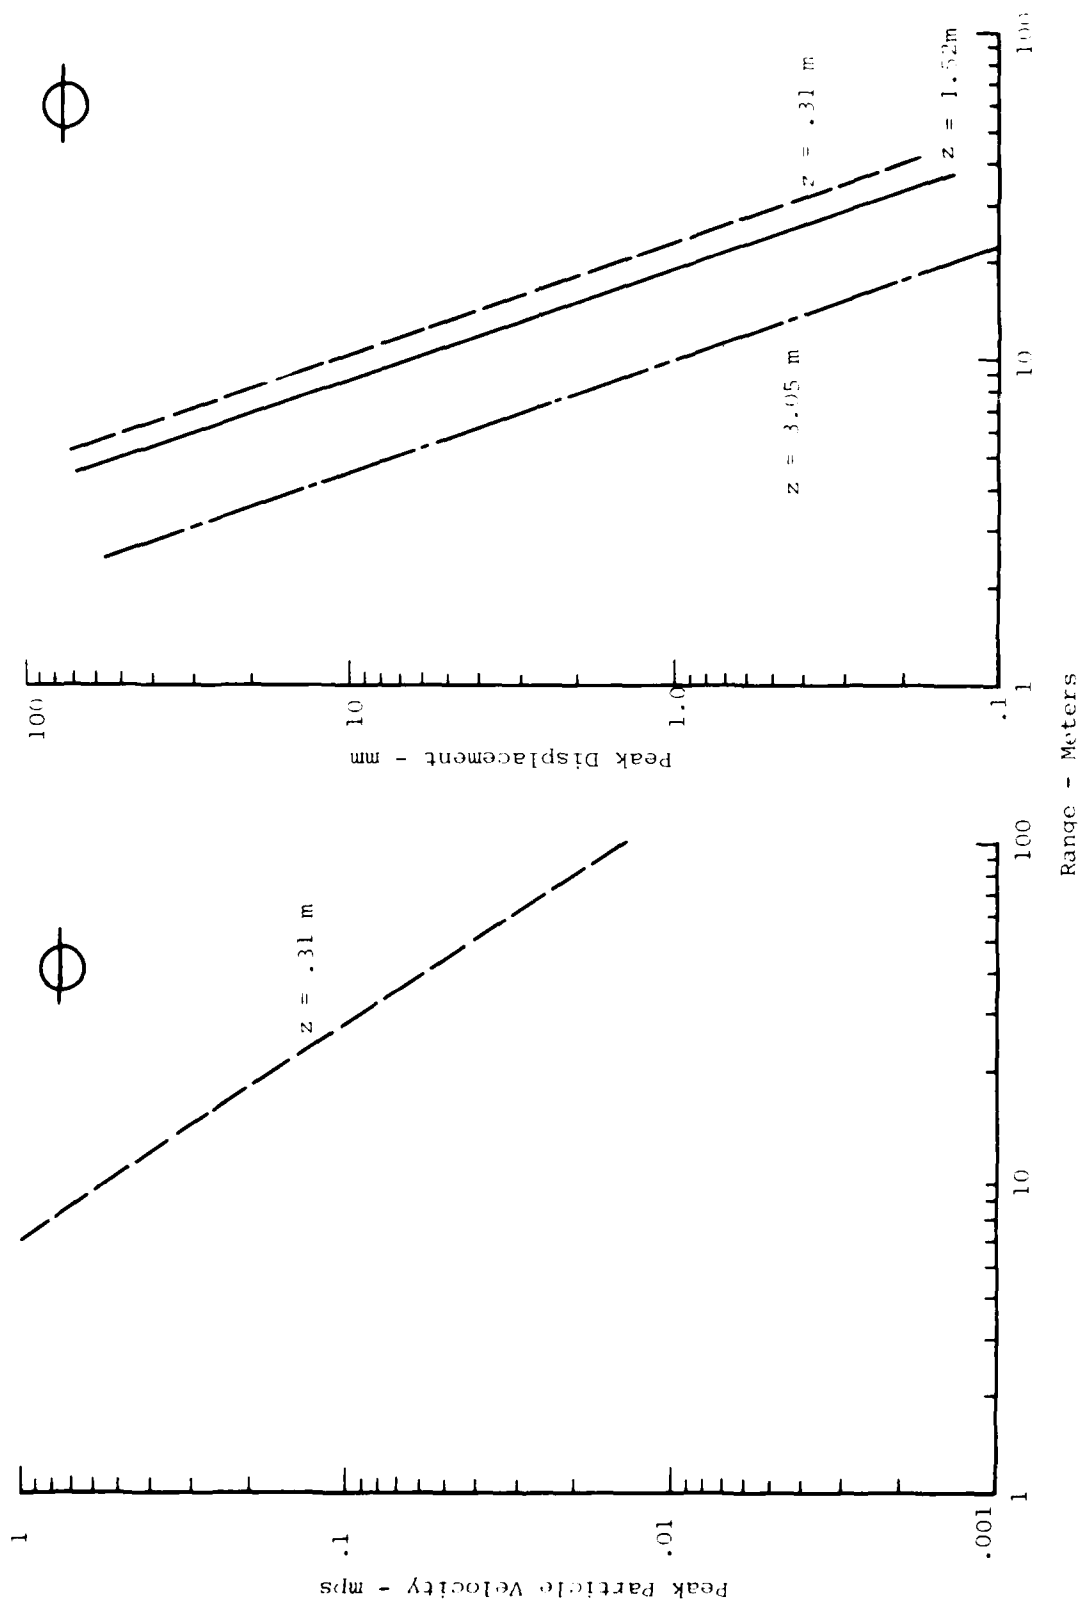 Peak Particle Velocity - mps
1
.1
.01
.001
1
10
100
z = .31 m
Peak Displacement - mm
100
10
1.0
.1
1
10
100
z = .31 m
z = 1.52m
z = 3.05 m
Range - Meters